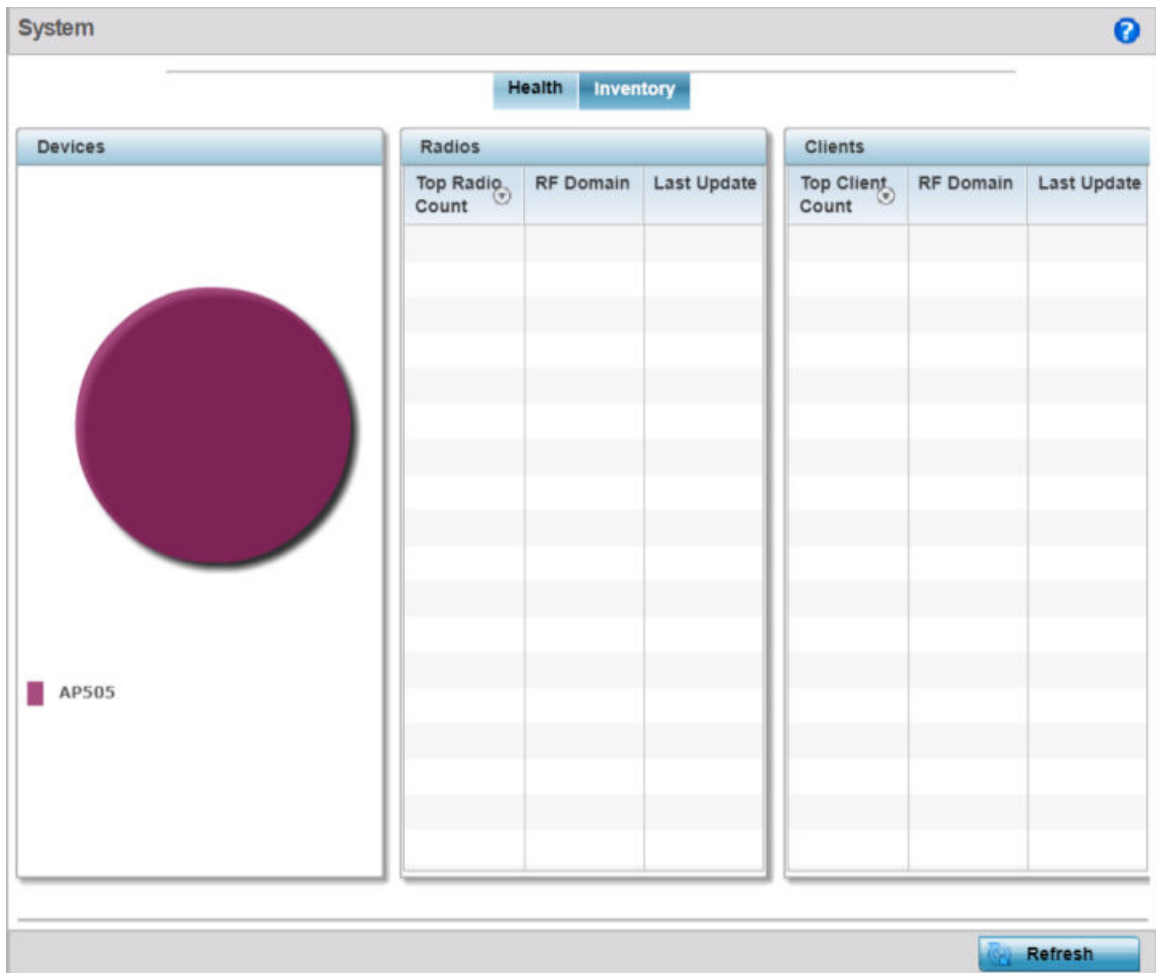 System
?
Health Inventory
Devices
AP505
Radios
Top Radio RF Domain Last Update
Count
Clients
Top Client RF Domain Last Update
Count
Refresh